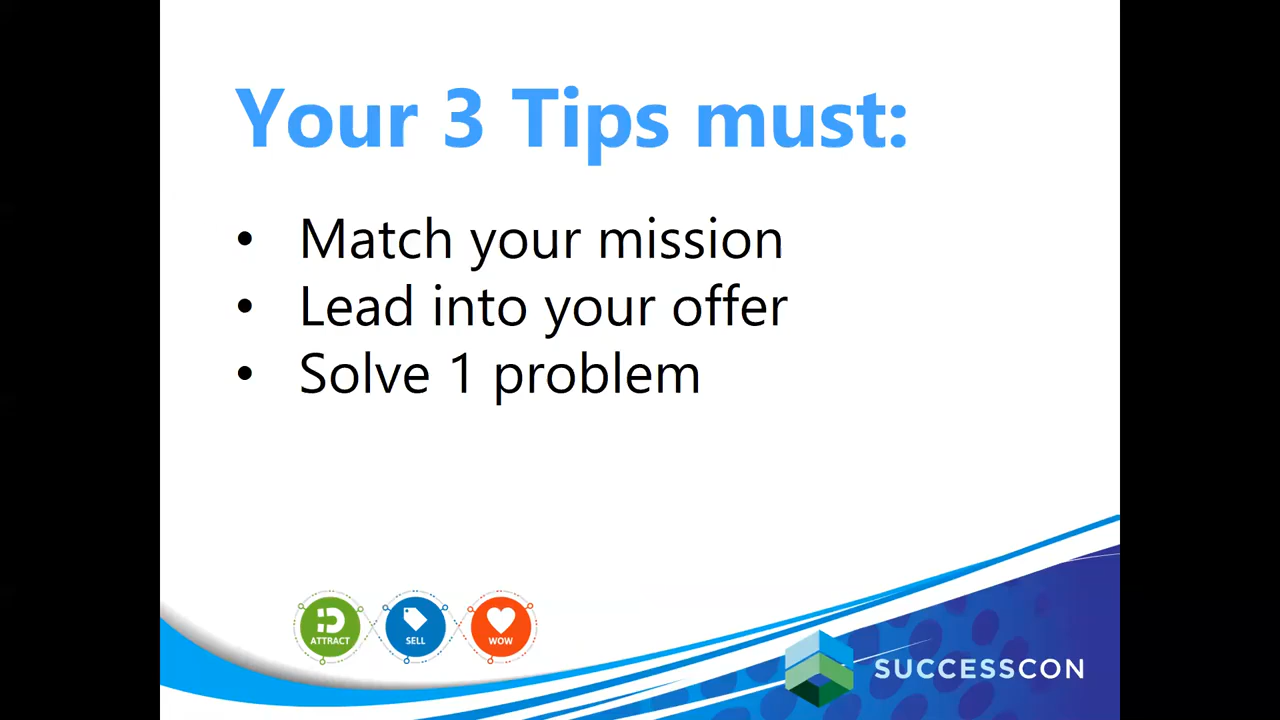 Your 3 Tips must:
• Match your mission
• Lead into your offer
• Solve 1 problem
ATTRACT
SELL
WOW
SUCCESSCON